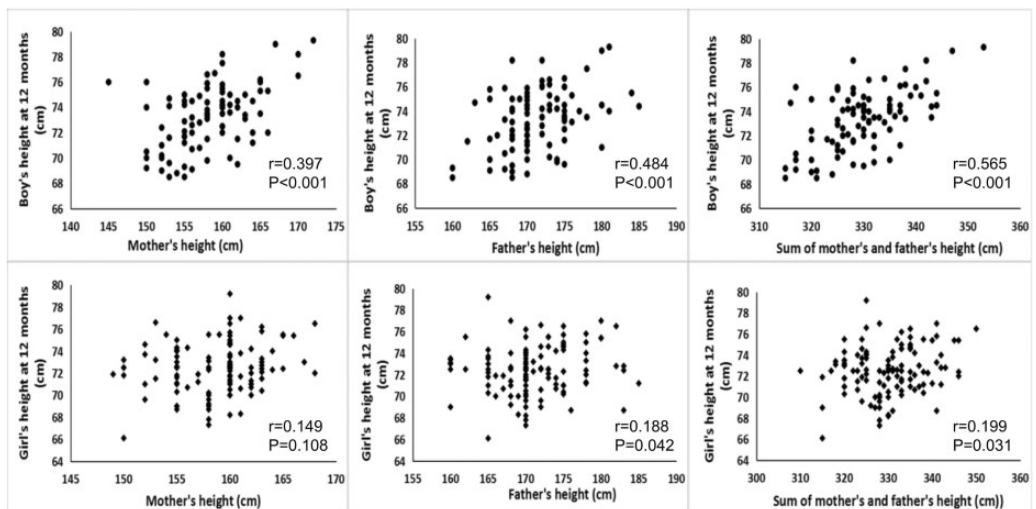 Boy's height at 12 months
(cm)
80
78
76
74
72
70
68
66
140 145 150 155 160 165 170 175
Mother's height (cm)
r=0.397
P<0.001
Boy's height at 12 months
(cm)
80
78
76
74
72
70
68
66
155 160 165 170 175 180 185 190
Father's height (cm)
r=0.484
P<0.001
Boy's height at 12 months
(cm)
80
78
76
74
72
70
68
66
310 320 330 340 350 360
Sum of mother's and father's height (cm)
r=0.565
P<0.001
Girl's height at 12 months
(cm)
80
78
76
74
72
70
68
66
64
145 150 155 160 165 170
Mother's height (cm)
r=0.149
P=0.108
Girl's height at 12 months
(cm)
80
78
76
74
72
70
68
66
64
155 160 165 170 175 180 185 190
Father's height (cm)
r=0.188
P=0.042
Girl's height at 12 months
(cm)
80
78
76
74
72
70
68
66
64
300 310 320 330 340 350 360
Sum of mother's and father's height (cm))
r=0.199
P=0.031